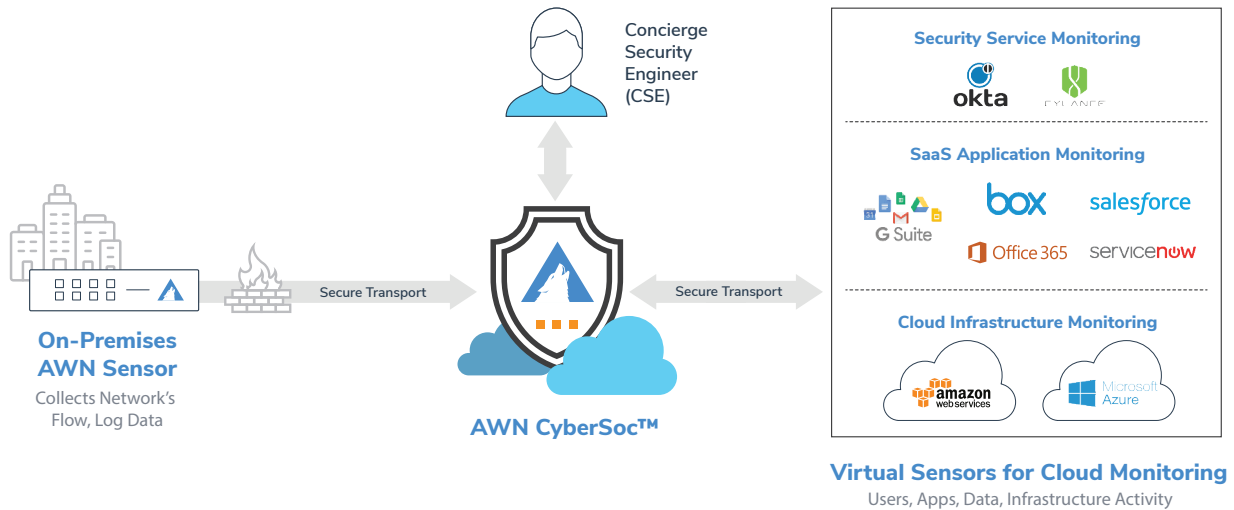 Concierge
Security
Engineer
(CSE)
Security Service Monitoring
okta
CYLANCE
SaaS Application Monitoring
31
G Suite
box
salesforce
Office 365
servicenow
Cloud Infrastructure Monitoring
amazon
web services
Microsoft
Azure
Secure Transport
Secure Transport
On-Premises
AWN Sensor
Collects Network's
Flow, Log Data
AWN CyberSoc™
Virtual Sensors for Cloud Monitoring
Users, Apps, Data, Infrastructure Activity